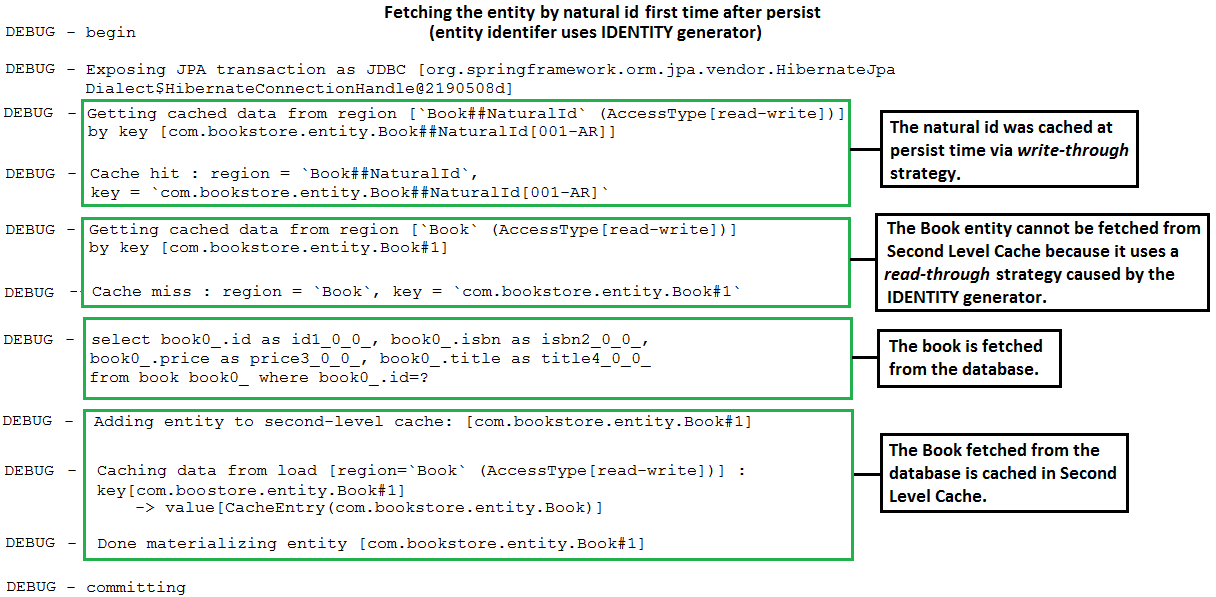 Fetching the entity by natural id first time after persist
(entity identifer uses IDENTITY generator)
DEBUG - begin
DEBUG - Exposing JPA transaction as JDBC [org.springframework.orm.jpa.vendor.HibernateJpa
Dialect$HibernateConnectionHandle@2190508d]
DEBUG - Getting cached data from region [`Book##NaturalId` (AccessType[read-write])]
by key [com.bookstore.entity.Book##NaturalId[001-AR]]
DEBUG - Cache hit : region = `Book##NaturalId`,
key = `com.bookstore.entity.Book##NaturalId[001-AR]`
The natural id was cached at
persist time via write-through
strategy.
DEBUG - Getting cached data from region [`Book` (AccessType[read-write])]
by key [com.bookstore.entity.Book#1]
DEBUG -- Cache miss : region = `Book`, key = `com.bookstore.entity.Book#1`
The Book entity cannot be fetched from
Second Level Cache because it uses a
read-through strategy caused by the
IDENTITY generator.
DEBUG - select book0_.id as id1_0_0_, book0_.isbn as isbn2_0_0_,
book0_.price as price3_0_0_, book0_.title as title4_0_0_
from book book0_ where book0_.id=?
The book is fetched
from the database.
DEBUG - Adding entity to second-level cache: [com.bookstore.entity.Book#1]
DEBUG - Caching data from load [region=`Book` (AccessType[read-write])] :
key[com.boostore.entity.Book#1]
-> value[CacheEntry(com.bookstore.entity.Book)]
DEBUG - Done materializing entity [com.bookstore.entity.Book#1]
The Book fetched from the
database is cached in Second
Level Cache.
DEBUG - committing